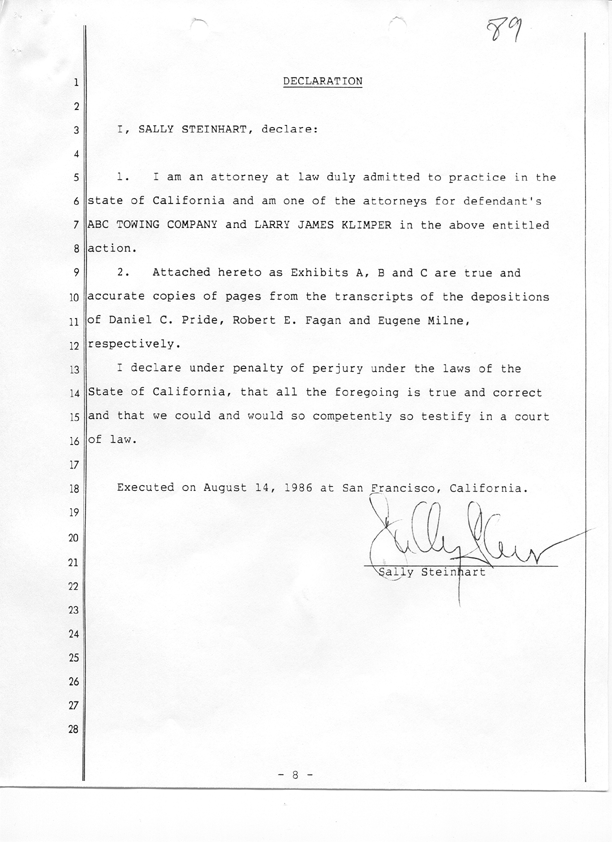 89
DECLARATION
1
2
3 I, SALLY STEINHART, declare:
4
5 1. I am an attorney at law duly admitted to practice in the
6 state of California and am one of the attorneys for defendant's
7 ABC TOWING COMPANY and LARRY JAMES KLIMPER in the above entitled
8 action.
9 2. Attached hereto as Exhibits A, B and C are true and
10 accurate copies of pages from the transcripts of the depositions
11 of Daniel C. Pride, Robert E. Fagan and Eugene Milne,
12 respectively.
13 I declare under penalty of perjury under the laws of the
14 State of California, that all the foregoing is true and correct
15 and that we could and would so competently so testify in a court
16 of law.
17
18 Executed on August 14, 1986 at San Francisco, California.
19
20
21
Sally Steinhart
22
23
24
25
26
27
28
- 8 -